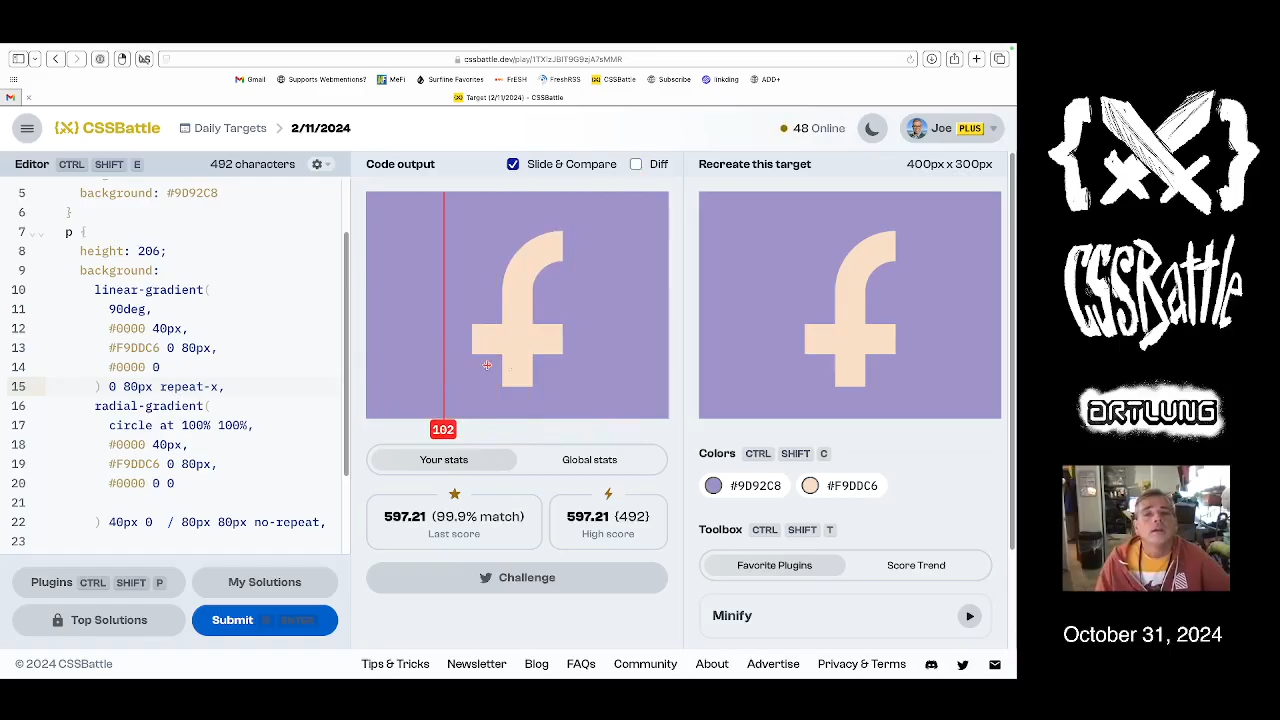 cssbattle.dev/play/1TXlzJBIT9G9zjA7sMMR
Gmail
Supports Webmentions?
MeFi
Surfline Favorites
FrESH
FreshRSS
CSSBattle
Subscribe
linkding
ADD+
Target (2/11/2024) - CSSBattle
{X} CSSBattle
Daily Targets > 2/11/2024
48 Online
Joe PLUS
Editor CTRL SHIFT E
492 characters
5 background: #9D92C8
6 }
7 p {
8 height: 206;
9 background:
10 linear-gradient(
11 90deg,
12 #0000 40px,
13 #F9DDC6 0 80px,
14 #0000 0
15 ) 0 80px repeat-x,
16 radial-gradient(
17 circle at 100% 100%,
18 #0000 40px,
19 #F9DDC6 0 80px,
20 #0000 0 0
21
22 ) 40px 0 / 80px 80px no-repeat,
23
Plugins CTRL SHIFT P
My Solutions
Top Solutions
Submit
Code output
Slide & Compare
Diff
102
Your stats
Global stats
597.21 (99.9% match)
Last score
597.21 {492}
High score
Challenge
Recreate this target
400px x 300px
Colors CTRL SHIFT C
#9D92C8
#F9DDC6
Toolbox CTRL SHIFT T
Favorite Plugins
Score Trend
Minify
© 2024 CSSBattle
Tips & Tricks
Newsletter
Blog
FAQs
Community
About
Advertise
Privacy & Terms
{X}
CSSBattle
ARTLUNG
October 31, 2024